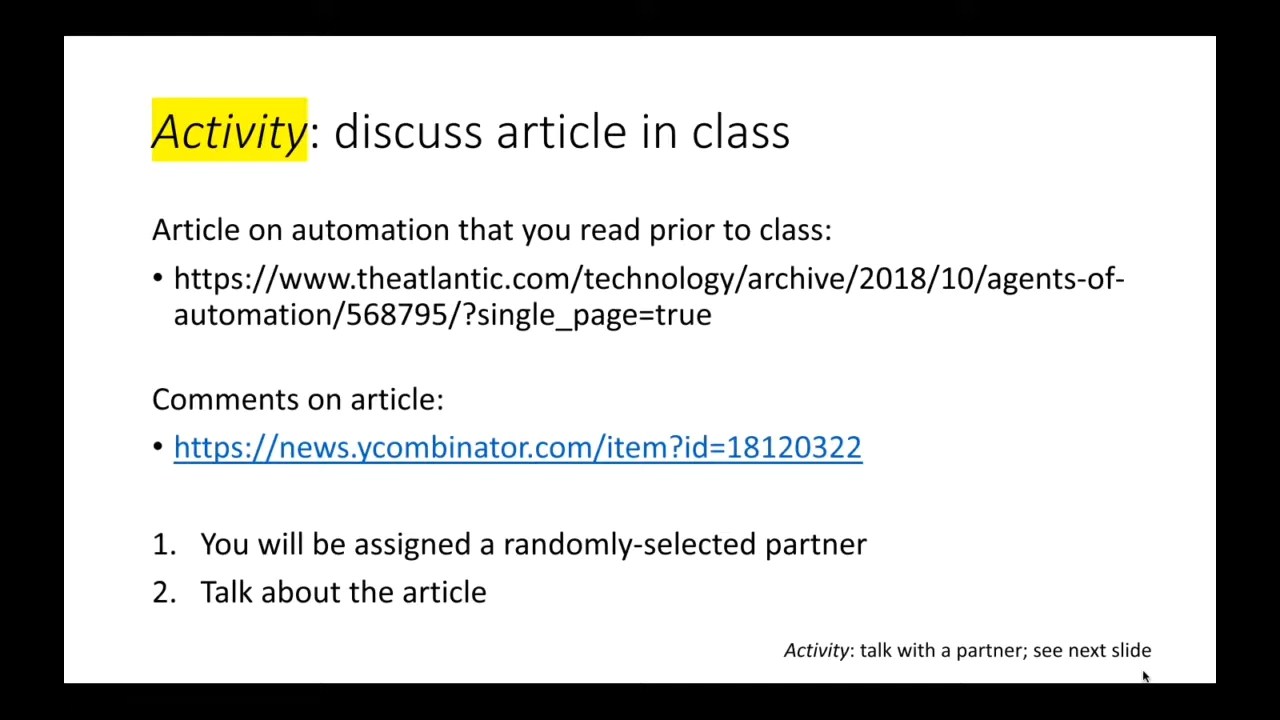 Activity: discuss article in class
Article on automation that you read prior to class:
• https://www.theatlantic.com/technology/archive/2018/10/agents-of-
automation/568795/?single_page=true
Comments on article:
• https://news.ycombinator.com/item?id=18120322
1. You will be assigned a randomly-selected partner
2. Talk about the article
Activity: talk with a partner; see next slide